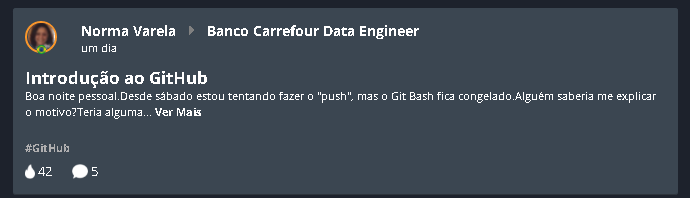 Norma Varela Banco Carrefour Data Engineer
um dia
Introdução ao GitHub
Boa noite pessoal.Desde sábado estou tentando fazer o "push", mas o Git Bash fica congelado.Alguém saberia me explicar
o motivo?Teria alguma... Ver Mais
#GitHub
42 5